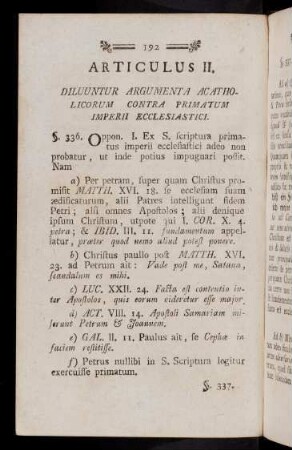 192
ARTICULUS II.
DILUUNTUR ARGUMENTA ACATHO-
LICORUM CONTRA PRIMATUM
IMPERII ECCLESIASTICI.
§. 336. Oppon. I. Ex S. scriptura prima-
tus imperii ecclesiastici adeo non
probatur, ut inde potius impugnari possit.
Nam
a) Per petram, super quam Christus pro-
misit MATTH. XVI. 18. se ecclesiam suam
ædificaturum, alii Patres intelligunt fidem
Petri; alii omnes Apostolos; alii denique
ipsum Christum, utpote qui I. COR. X. 4.
petra; & IBID. III. 11. fundamentum appel-
latur, præter quod nemo aliud potest ponere.
b) Christus paullo post MATTH. XVI.
23. ad Petrum ait: Vade post me, Satana,
scandalum es mihi.
c) LUC. XXII. 24. Facta est contentio in-
ter Apostolos, quis eorum videretur esse major.
d) ACT. VIII. 14. Apostoli Samariam mi-
serunt Petrum & Joannem.
e) GAL. II. 11. Paulus ait, se Cephæ in
faciem restitisse.
f) Petrus nullibi in S. Scriptura legitur
exercuisse primatum.
§. 337.